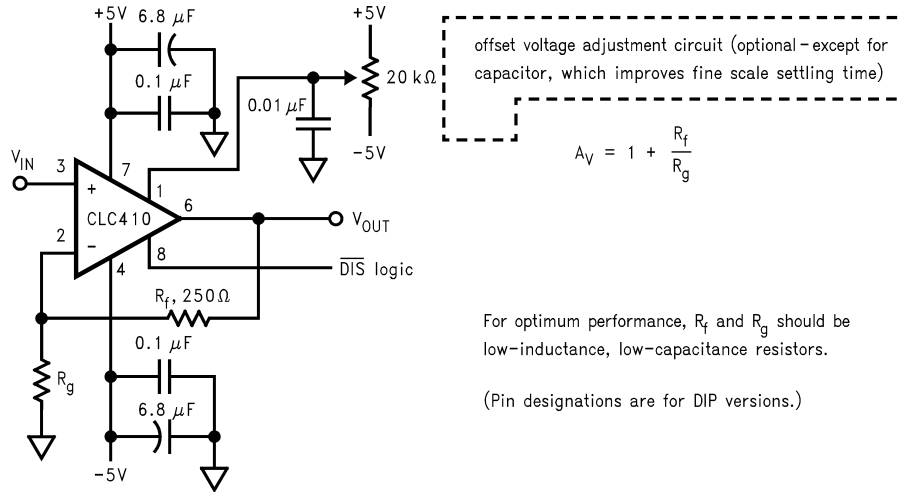 +5V
6.8 μF
+5V
offset voltage adjustment circuit (optional – except for
capacitor, which improves fine scale settling time)
0.1 μF
20 kΩ
0.01 μF
-5V
A_V = 1 + R_f / R_g
V_IN
3
7
1
+
CLC410
6
V_OUT
2
−
8
4
D̅I̅S̅ logic
R_f, 250Ω
For optimum performance, R_f and R_g should be
low-inductance, low-capacitance resistors.
0.1 μF
R_g
(Pin designations are for DIP versions.)
6.8 μF
-5V